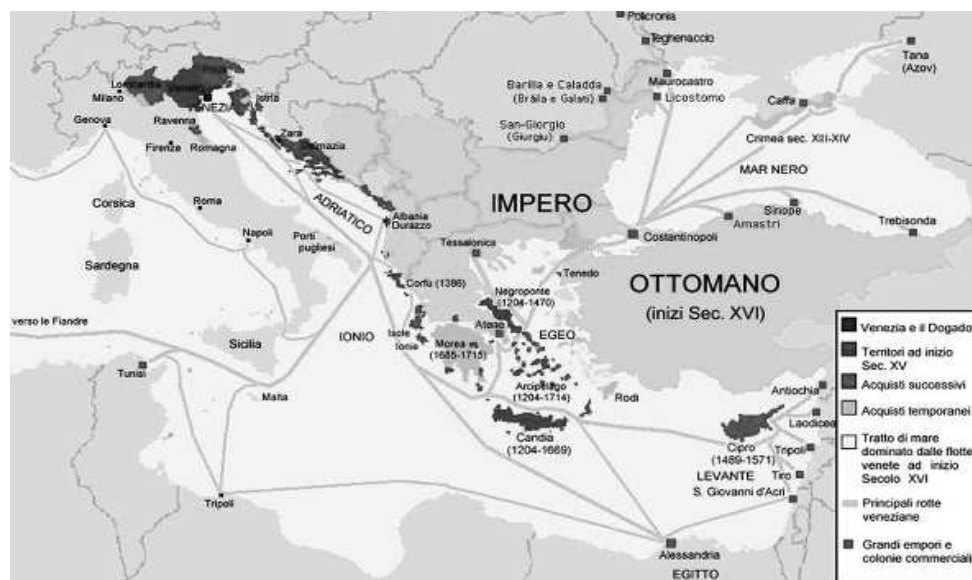 Policronia
Teghenaccio
Tana
(Azov)
Maurocastro
Licostomo
Barilla e Caladda
(Brăila e Galati)
San-Giorgio
(Giurgiu)
Caffa
Crimea sec. XIII-XIV
MAR NERO
Lombardia
Milano
VENEZIA
Istria
Genova
Ravenna
Romagna
Firenze
Zara
Dalmazia
Corsica
Roma
ADRIATICO
Albania
Durazzo
Napoli
Porti
pugliesi
Sardegna
IMPERO
Costantinopoli
Amastri
Sinope
Trebisonda
Tessalonica
Tenedo
OTTOMANO
(inizi Sec. XVI)
Corfù (1386)
Negroponte
(1204-1470)
verso le Fiandre
IONIO
Isole
Ionie
Atene
EGEO
Morea
(1685-1715)
Sicilia
Tunisi
Malta
Arcipelago
(1204-1714)
Rodi
Candia
(1204-1669)
Antiochia
Laodicea
Cipro
(1489-1571)
Tripoli
LEVANTE
Tiro
S. Giovanni d'Acri
Tripoli
Alessandria
EGITTO
Venezia e il Dogado
Territori ad inizio
Sec. XV
Acquisti successivi
Acquisti temporanei
Tratto di mare
dominato dalle flotte
venete ad inizio
Secolo XVI
Principali rotte
veneziane
Grandi empori e
colonie commerciali